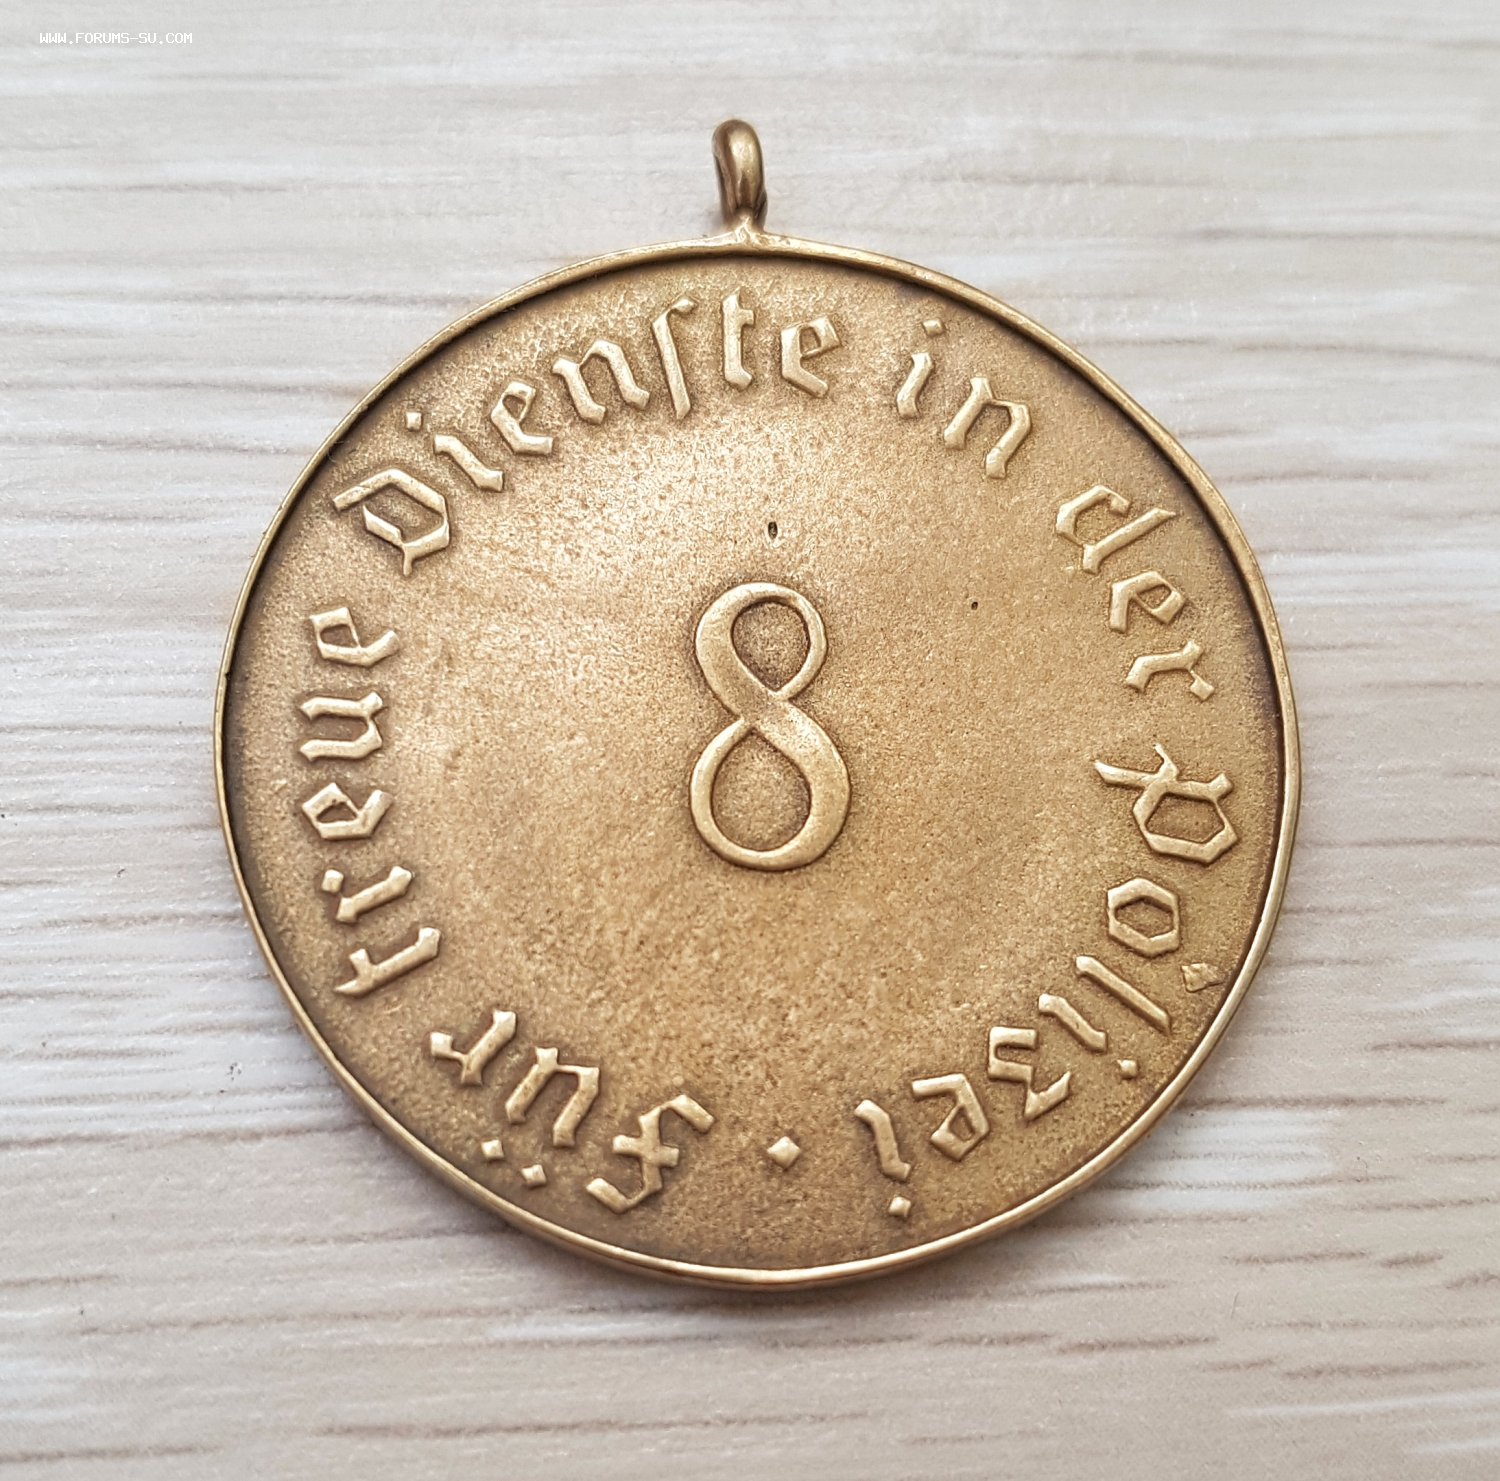 WWW.FORUMS-SU.COM
Für treue Dienste in der Polizei ·
8